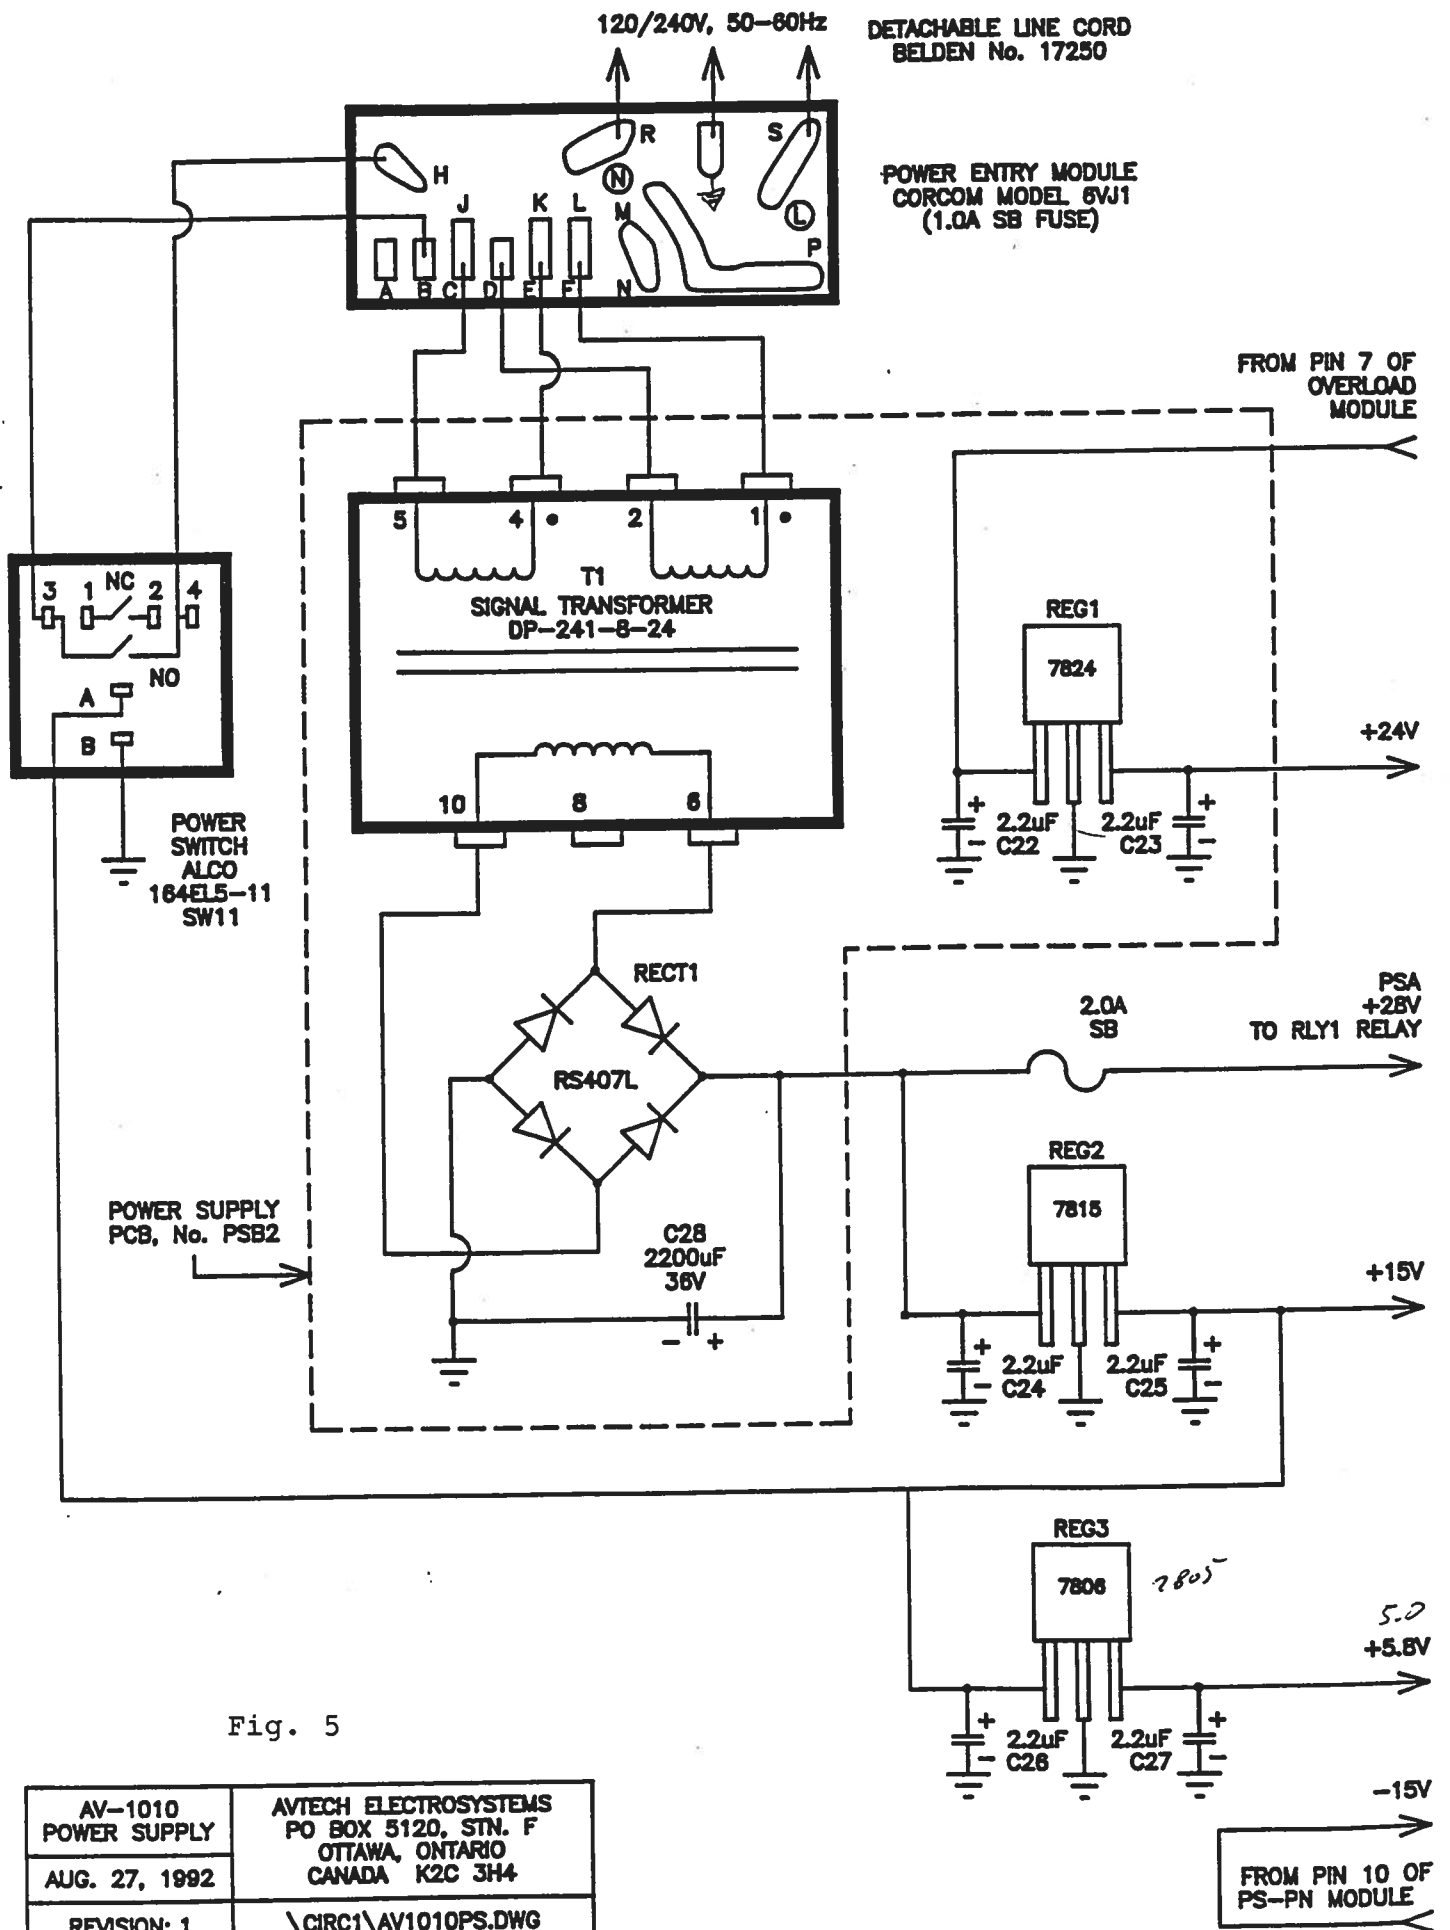 120/240V, 50-60Hz
DETACHABLE LINE CORD
BELDEN No. 17250
R
S
H
N
POWER ENTRY MODULE
CORCOM MODEL 6VJ1
(1.0A SB FUSE)
J
K
L
M
L
P
A
B
C
D
E
F
N
FROM PIN 7 OF
OVERLOAD
MODULE
5
4
2
1
T1
SIGNAL TRANSFORMER
DP-241-8-24
3
1
NC
2
4
NO
A
B
REG1
7824
+24V
10
8
6
POWER
SWITCH
ALCO
164EL5-11
SW11
+
2.2uF
2.2uF
+
-
C22
C23
-
RECT1
RS407L
2.0A
SB
PSA
+28V
TO RLY1 RELAY
REG2
7815
POWER SUPPLY
PCB, No. PSB2
C28
2200uF
36V
- +
+15V
+
2.2uF
2.2uF
+
-
C24
C25
-
REG3
7806
7805
5.0
+5.8V
Fig. 5
+
2.2uF
2.2uF
+
-
C26
C27
-
AV-1010
POWER SUPPLY
AVTECH ELECTROSYSTEMS
PO BOX 5120, STN. F
OTTAWA, ONTARIO
CANADA K2C 3H4
AUG. 27, 1992
REVISION: 1
\CIRC1\AV1010PS.DWG
-15V
FROM PIN 10 OF
PS-PN MODULE